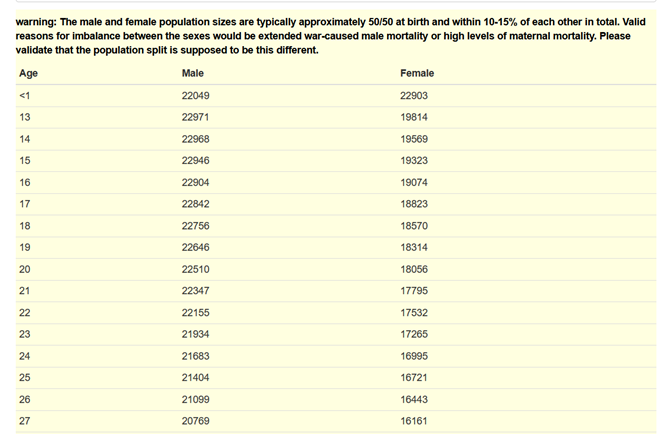 warning: The male and female population sizes are typically approximately 50/50 at birth and within 10-15% of each other in total. Valid
reasons for imbalance between the sexes would be extended war-caused male mortality or high levels of maternal mortality. Please
validate that the population split is supposed to be this different.
Age Male Female
<1 22049 22903
13 22971 19814
14 22968 19569
15 22946 19323
16 22904 19074
17 22842 18823
18 22756 18570
19 22646 18314
20 22510 18056
21 22347 17795
22 22155 17532
23 21934 17265
24 21683 16995
25 21404 16721
26 21099 16443
27 20769 16161